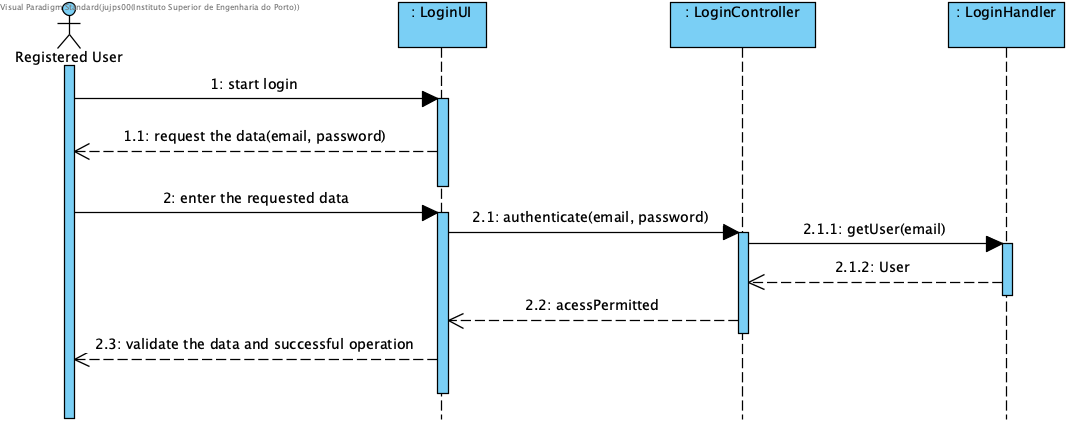 Visual Paradigm Standard(jujps00(Instituto Superior de Engenharia do Porto))
: LoginUI
: LoginController
: LoginHandler
Registered User
1: start login
1.1: request the data(email, password)
2: enter the requested data
2.1: authenticate(email, password)
2.1.1: getUser(email)
2.1.2: User
2.2: acessPermitted
2.3: validate the data and successful operation